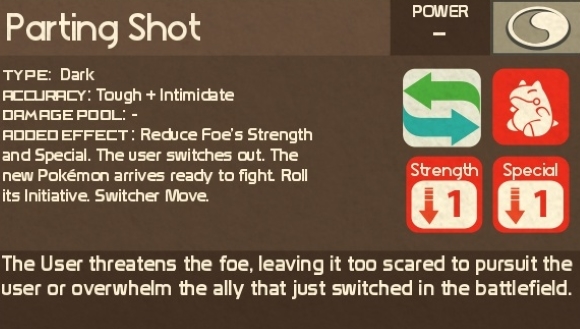 Parting Shot
POWER
–
TYPE: Dark
ACCURACY: Tough + Intimidate
DAMAGE POOL: -
ADDED EFFECT: Reduce Foe's Strength
and Special. The user switches out. The
new Pokémon arrives ready to fight. Roll
its Initiative. Switcher Move.
Strength
1
Special
1
The User threatens the foe, leaving it too scared to pursuit the
user or overwhelm the ally that just switched in the battlefield.